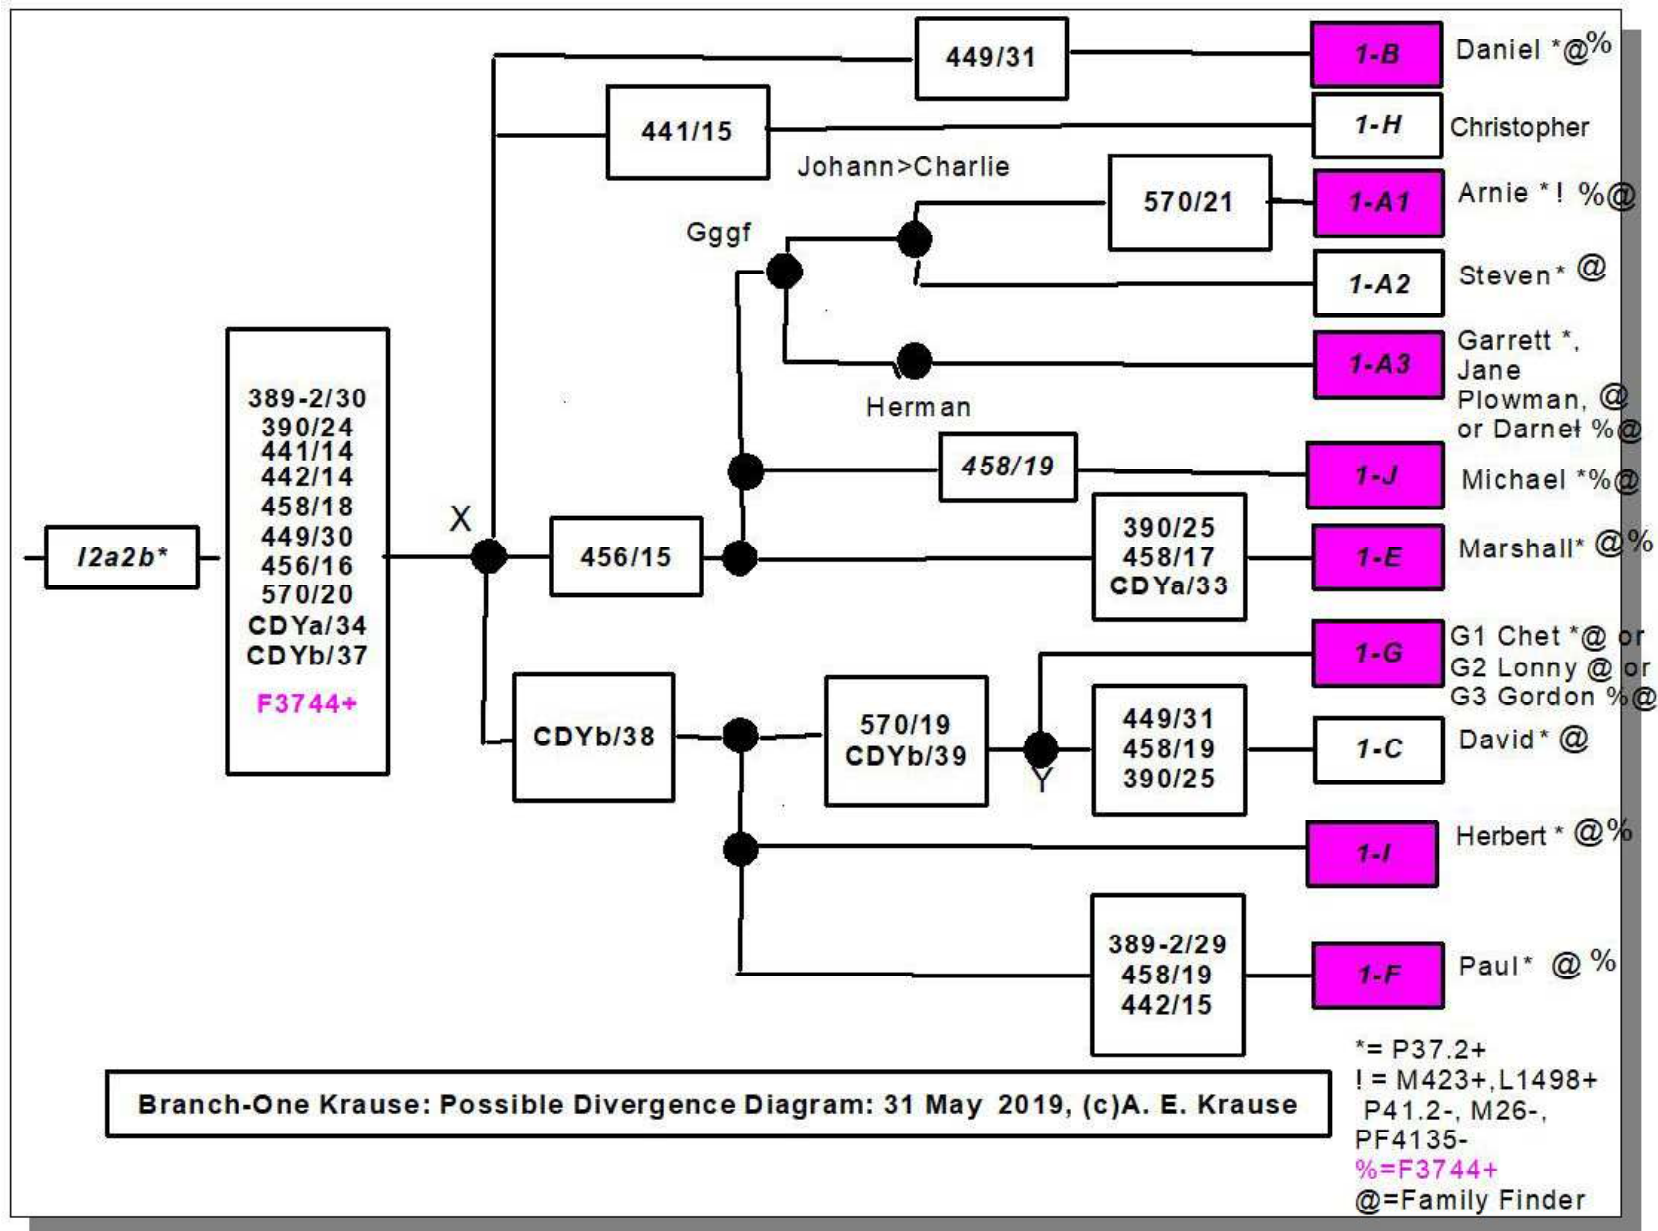 449/31
1-B
Daniel *@%
441/15
1-H
Christopher
Johann>Charlie
570/21
1-A1
Arnie *! %@
Gggf
1-A2
Steven* @
1-A3
Garrett *,
Jane
Plowman, @
or Darnel %@
Herman
458/19
1-J
Michael *%@
I2a2b*
389-2/30
390/24
441/14
442/14
458/18
449/30
456/16
570/20
CDYa/34
CDYb/37
F3744+
X
456/15
390/25
458/17
CDYa/33
1-E
Marshall* @%
1-G
G1 Chet *@ or
G2 Lonny @ or
G3 Gordon %@
CDYb/38
570/19
CDYb/39
Y
449/31
458/19
390/25
1-C
David* @
1-I
Herbert * @%
389-2/29
458/19
442/15
1-F
Paul* @ %
Branch-One Krause: Possible Divergence Diagram: 31 May 2019, (c)A. E. Krause
*= P37.2+
! = M423+,L1498+
P41.2-, M26-,
PF4135-
%=F3744+
@=Family Finder